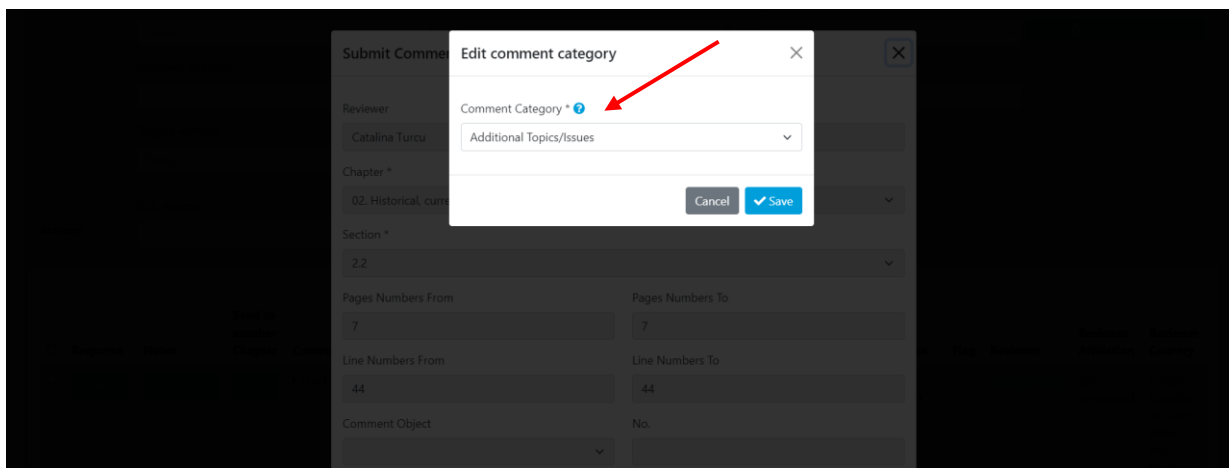 Submit Comme
Edit comment category
Reviewer
Comment Category *
Catalina Turcu
Additional Topics/Issues
Chapter *
02. Historical, curre
Cancel
Save
Section *
2.2
Pages Numbers From
Pages Numbers To
7
7
Line Numbers From
Line Numbers To
44
44
Comment Object
No.